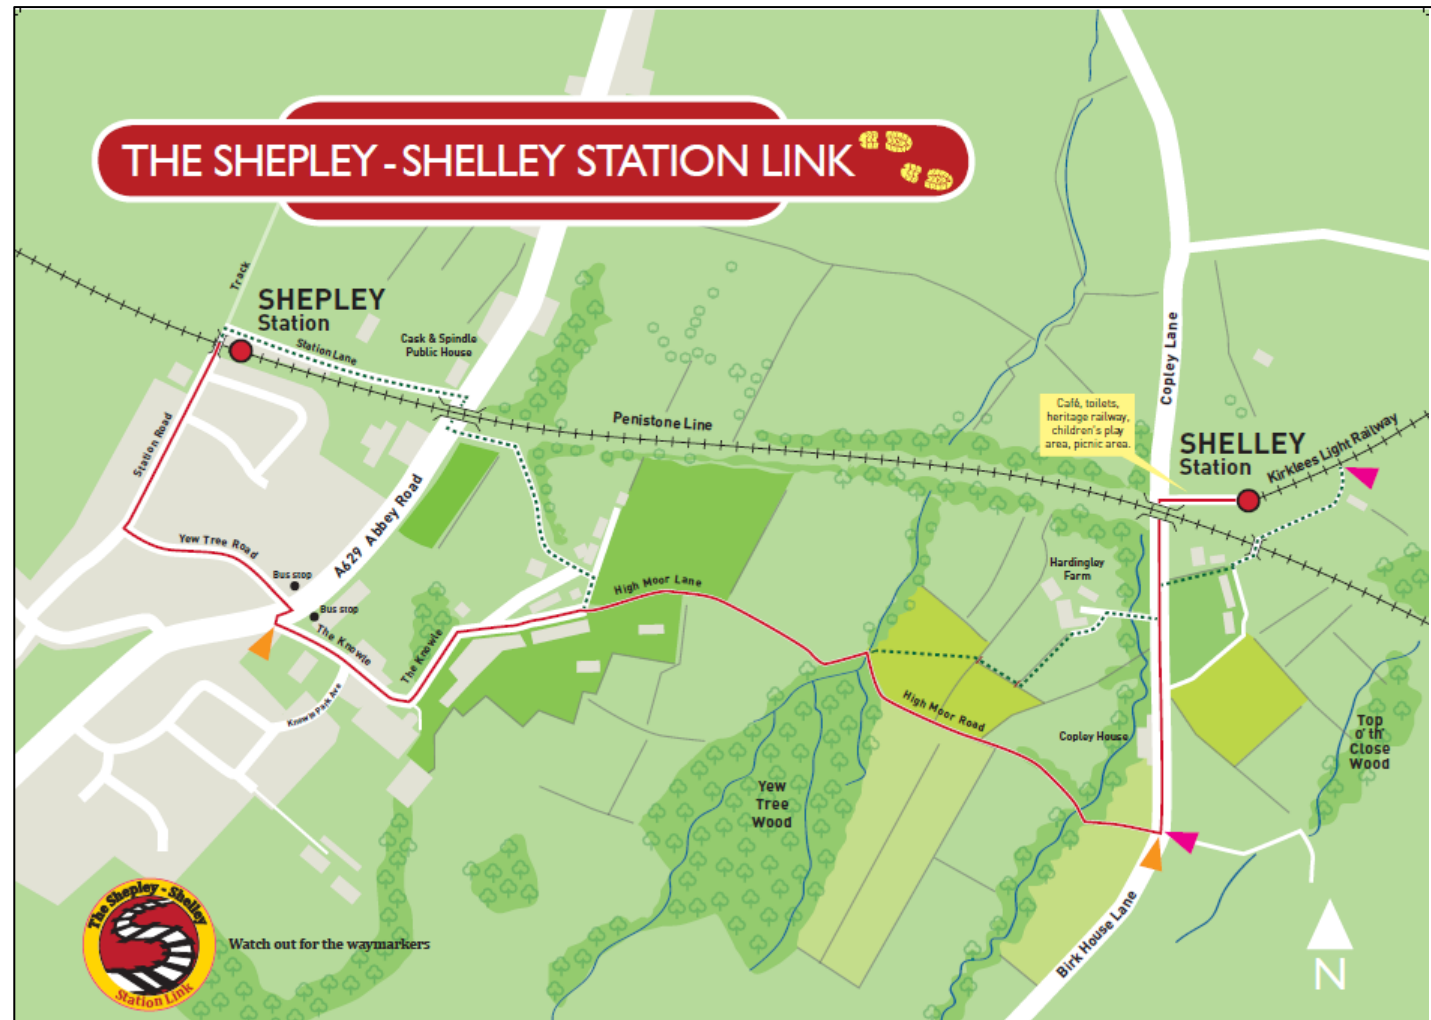 THE SHEPLEY - SHELLEY STATION LINK
Track
SHEPLEY
Station
Station Lane
Cask & Spindle
Public House
Copley Lane
Station Road
Penistone Line
Café, toilets,
heritage railway,
children's play
area, picnic area.
SHELLEY
Station
Kirklees Light Railway
A629 Abbey Road
Yew Tree Road
Bus stop
Bus stop
High Moor Lane
Hardingley
Farm
The Knowle
The Knowle
Knowle Park Ave
High Moor Road
Copley House
Top
o' th'
Close
Wood
Yew
Tree
Wood
The Shepley - Shelley
Station Link
Watch out for the waymarkers
Birk House Lane
N